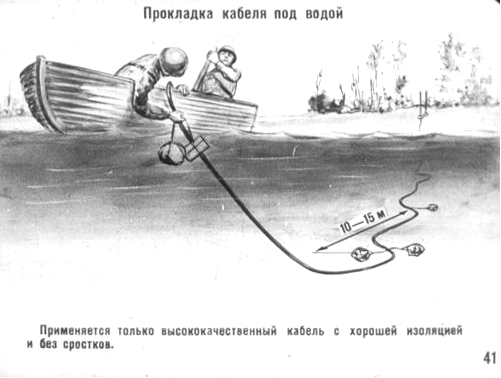 Прокладка кабеля под водой
10—15 м
Применяется только высококачественный кабель с хорошей изоляцией
и без сростков.
41